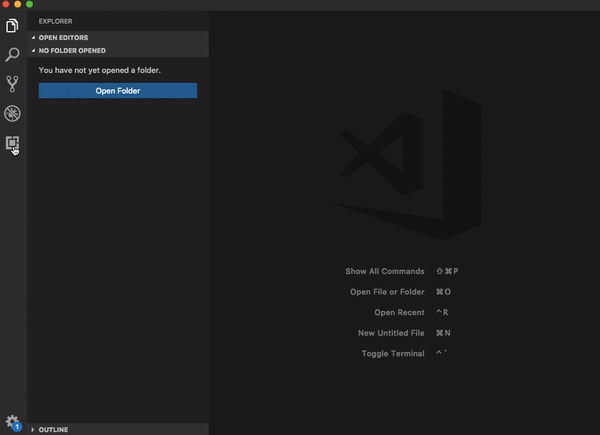 EXPLORER
OPEN EDITORS
NO FOLDER OPENED
You have not yet opened a folder.
Open Folder
Show All Commands ⇧⌘P
Open File or Folder ⌘O
Open Recent ^R
New Untitled File ⌘N
Toggle Terminal ^`
1
OUTLINE